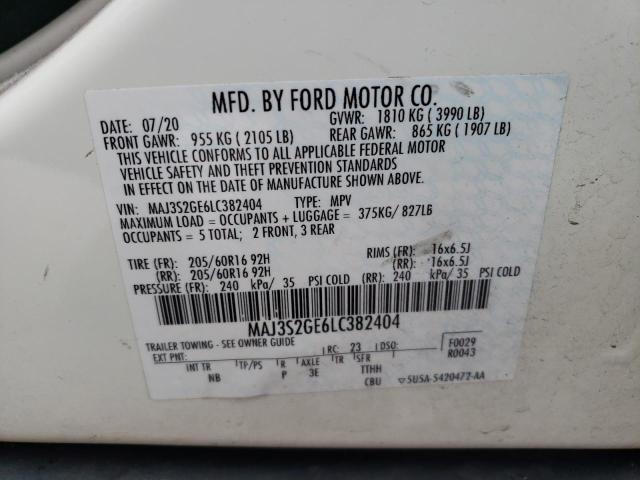 MFD. BY FORD MOTOR CO.
DATE: 07/20 GVWR: 1810 KG ( 3990 LB)
FRONT GAWR: 955 KG ( 2105 LB) REAR GAWR: 865 KG ( 1907 LB)
THIS VEHICLE CONFORMS TO ALL APPLICABLE FEDERAL MOTOR
VEHICLE SAFETY AND THEFT PREVENTION STANDARDS
IN EFFECT ON THE DATE OF MANUFACTURE SHOWN ABOVE.
VIN: MAJ3S2GE6LC382404 TYPE: MPV
MAXIMUM LOAD = OCCUPANTS + LUGGAGE = 375KG/ 827LB
OCCUPANTS = 5 TOTAL; 2 FRONT, 3 REAR
TIRE (FR): 205/60R16 92H RIMS (FR): 16x6.5J
(RR): 205/60R16 92H (RR): 16x6.5J
PRESSURE (FR): 240 kPa/ 35 PSI COLD (RR): 240 kPa/ 35 PSI COLD
MAJ3S2GE6LC382404
TRAILER TOWING - SEE OWNER GUIDE F0029
EXT PNT: RC: 23 DSO: R0043
INT TR TP/PS R AXLE TR SFR
NB P 3E TTHH
CBU 5USA-5420472-AA